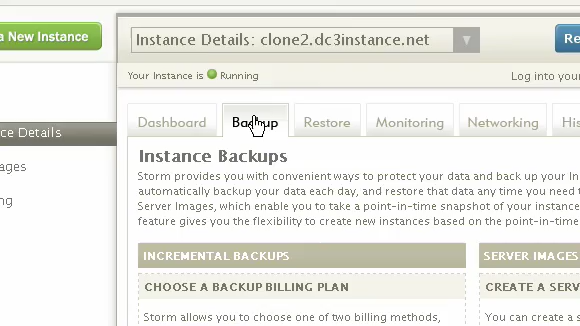 a New Instance
Instance Details: clone2.dc3instance.net
Re
Your Instance is Running
Log into your
Dashboard
Backup
Restore
Monitoring
Networking
His
ce Details
ages
ng
Instance Backups
Storm provides you with convenient ways to protect your data and back up your In
automatically backup your data each day, and restore that data any time you need t
Server Images, which enable you to take a point-in-time snapshot of your instance
feature gives you the flexibility to create new instances based on the point-in-time
INCREMENTAL BACKUPS
SERVER IMAGES
CHOOSE A BACKUP BILLING PLAN
CREATE A SERV
Storm allows you to choose one of two billing methods,
You can create a s